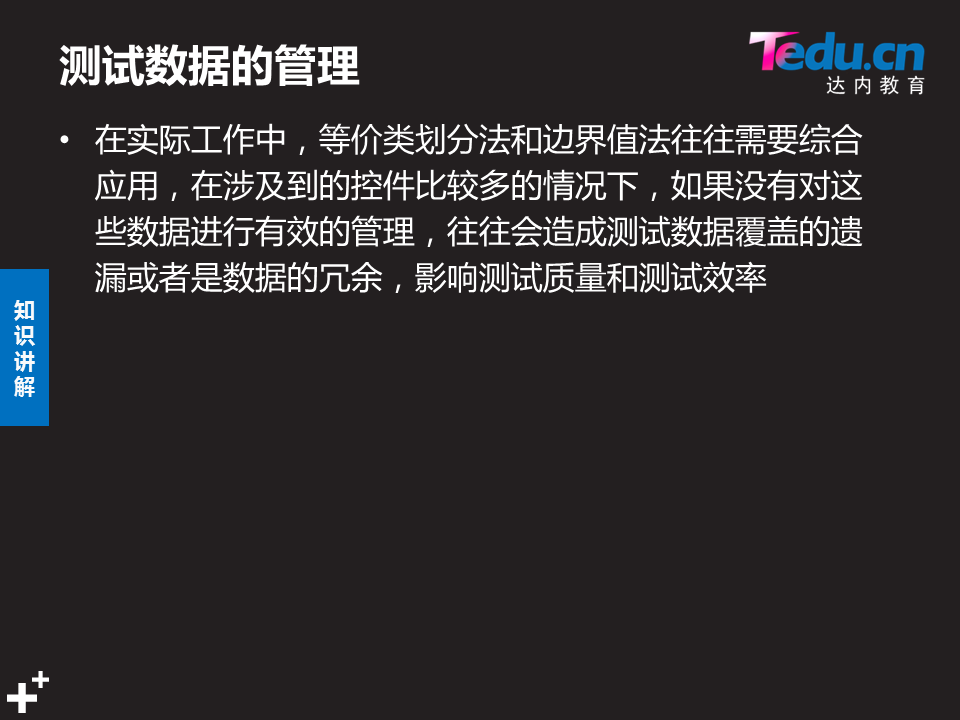 测试数据的管理
Tedu.cn
达内教育
• 在实际工作中，等价类划分法和边界值法往往需要综合
应用，在涉及到的控件比较多的情况下，如果没有对这
些数据进行有效的管理，往往会造成测试数据覆盖的遗
漏或者是数据的冗余，影响测试质量和测试效率
知
识
讲
解